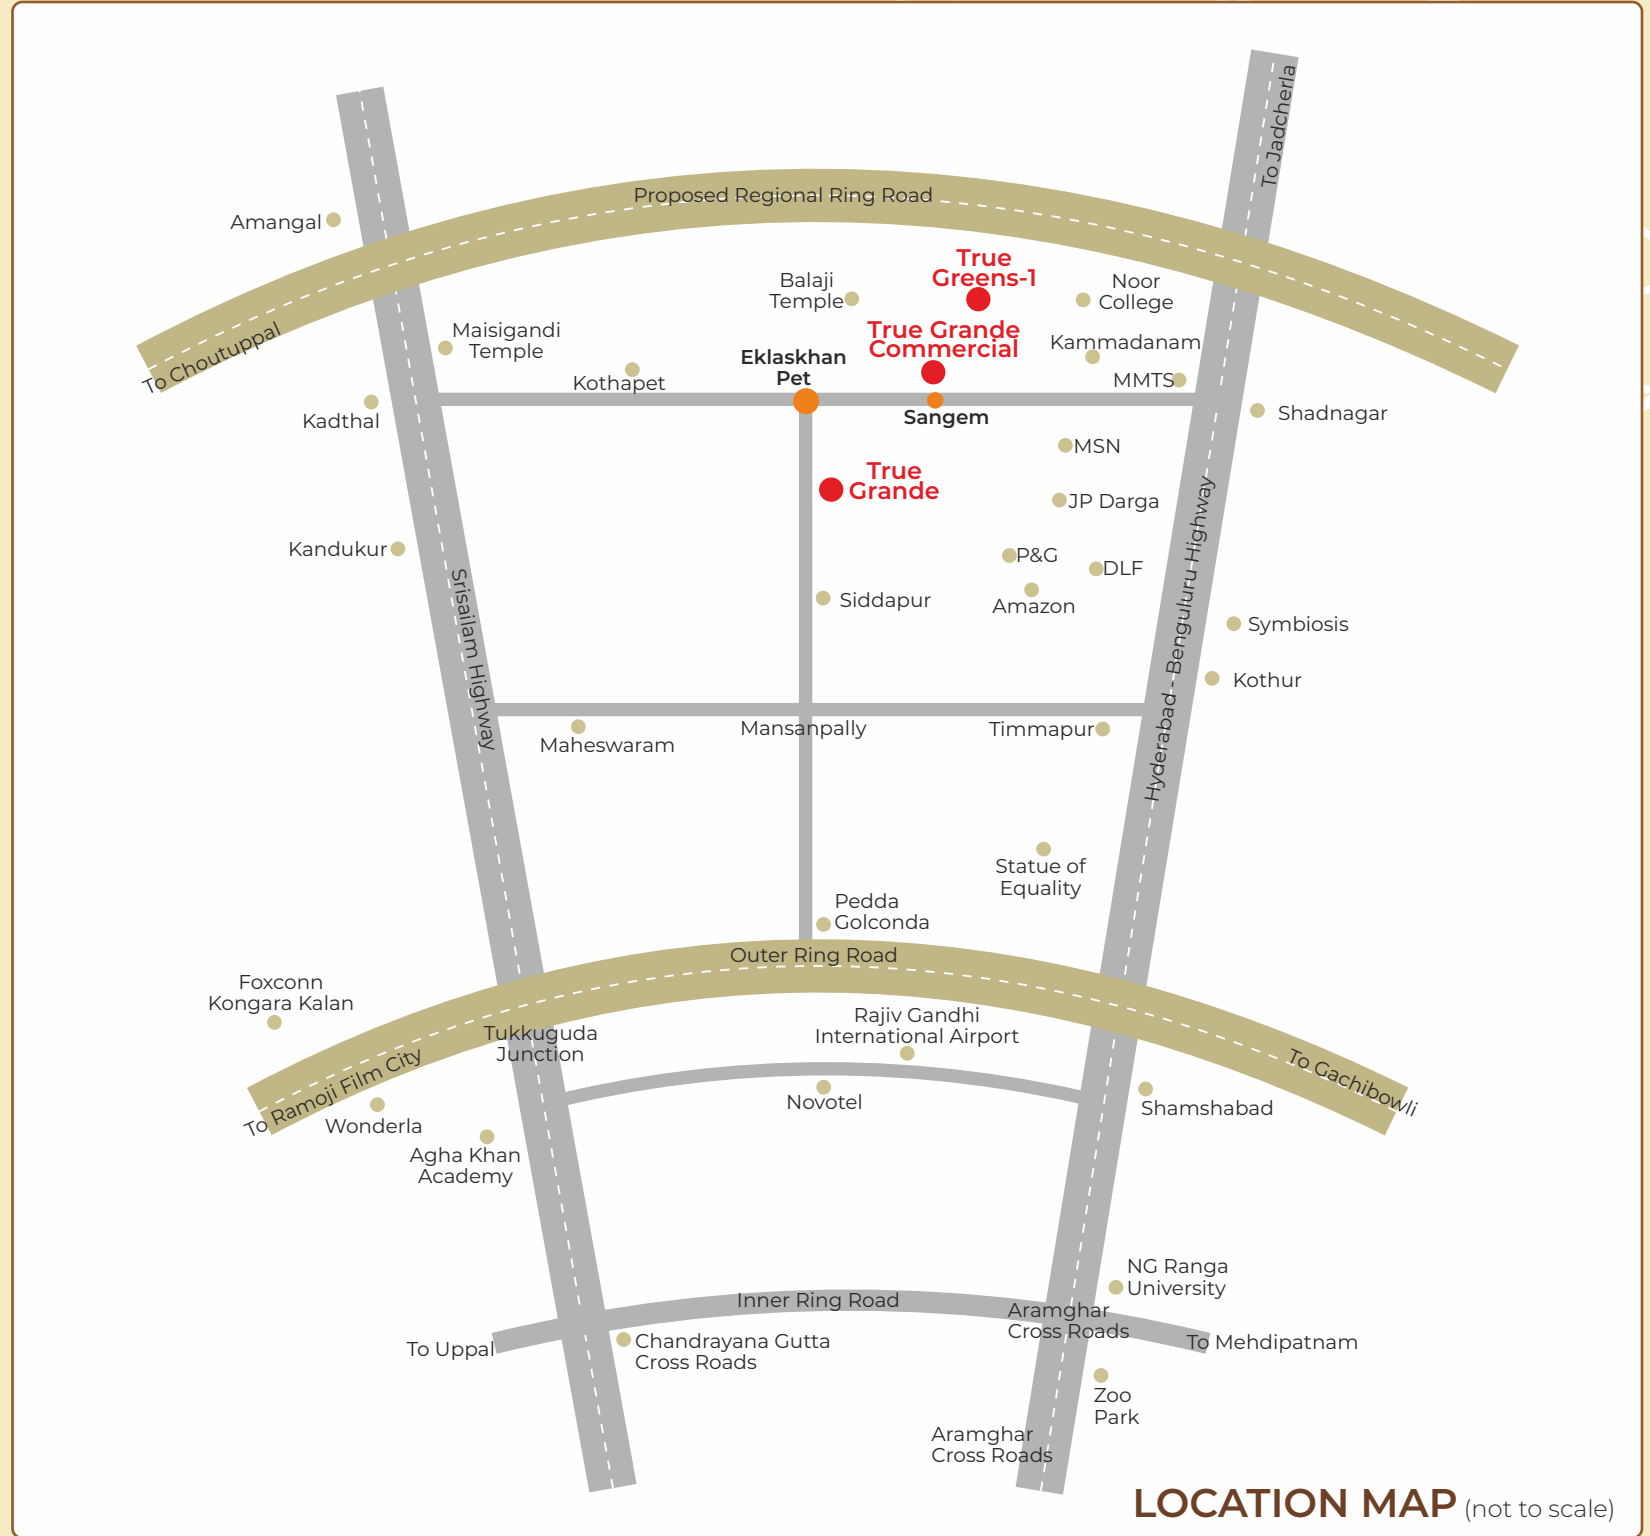 To Jadcherla
Proposed Regional Ring Road
Amangal
True
Greens-1
Balaji
Temple
Noor
College
To Choutuppal
Maisigandi
Temple
True Grande
Commercial
Kammadanam
Eklaskhan
Pet
Kothapet
MMTS
Kadthal
Sangem
Shadnagar
MSN
True
Grande
JP Darga
Kandukur
P&G
DLF
Amazon
Siddapur
Srisailam Highway
Hyderabad - Benguluru Highway
Symbiosis
Kothur
Maheswaram
Mansanpally
Timmapur
Statue of
Equality
Pedda
Golconda
Outer Ring Road
Foxconn
Kongara Kalan
Tukkuguda
Junction
Rajiv Gandhi
International Airport
To Ramoji Film City
To Gachibowli
Wonderla
Novotel
Shamshabad
Agha Khan
Academy
NG Ranga
University
Inner Ring Road
Aramghar
Cross Roads
To Uppal
Chandrayana Gutta
Cross Roads
To Mehdipatnam
Zoo
Park
Aramghar
Cross Roads
LOCATION MAP (not to scale)